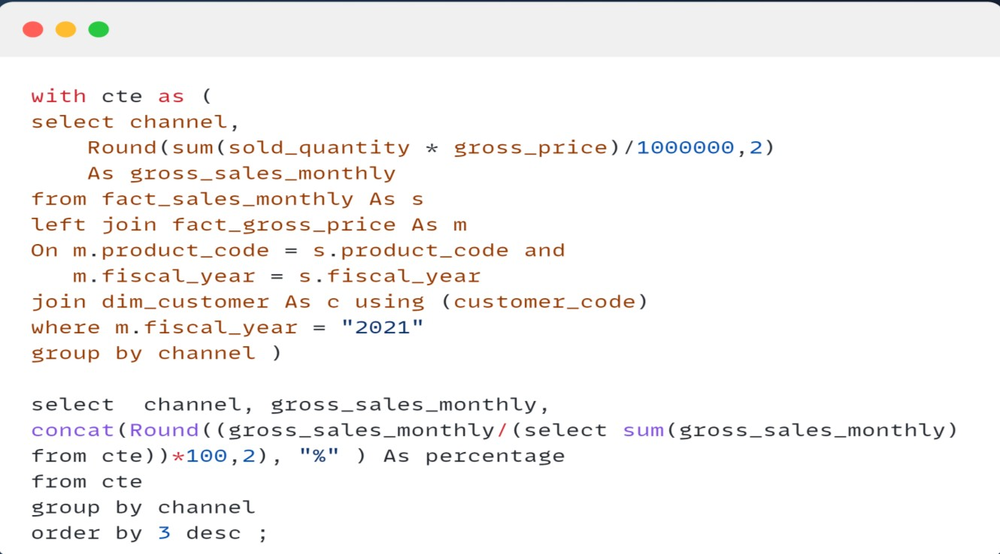 with cte as (
select channel,
    Round(sum(sold_quantity * gross_price)/1000000,2)
    As gross_sales_monthly
from fact_sales_monthly As s
left join fact_gross_price As m
On m.product_code = s.product_code and
   m.fiscal_year = s.fiscal_year
join dim_customer As c using (customer_code)
where m.fiscal_year = "2021"
group by channel )

select  channel, gross_sales_monthly,
concat(Round((gross_sales_monthly/(select sum(gross_sales_monthly)
from cte))*100,2), "%" ) As percentage
from cte
group by channel
order by 3 desc ;